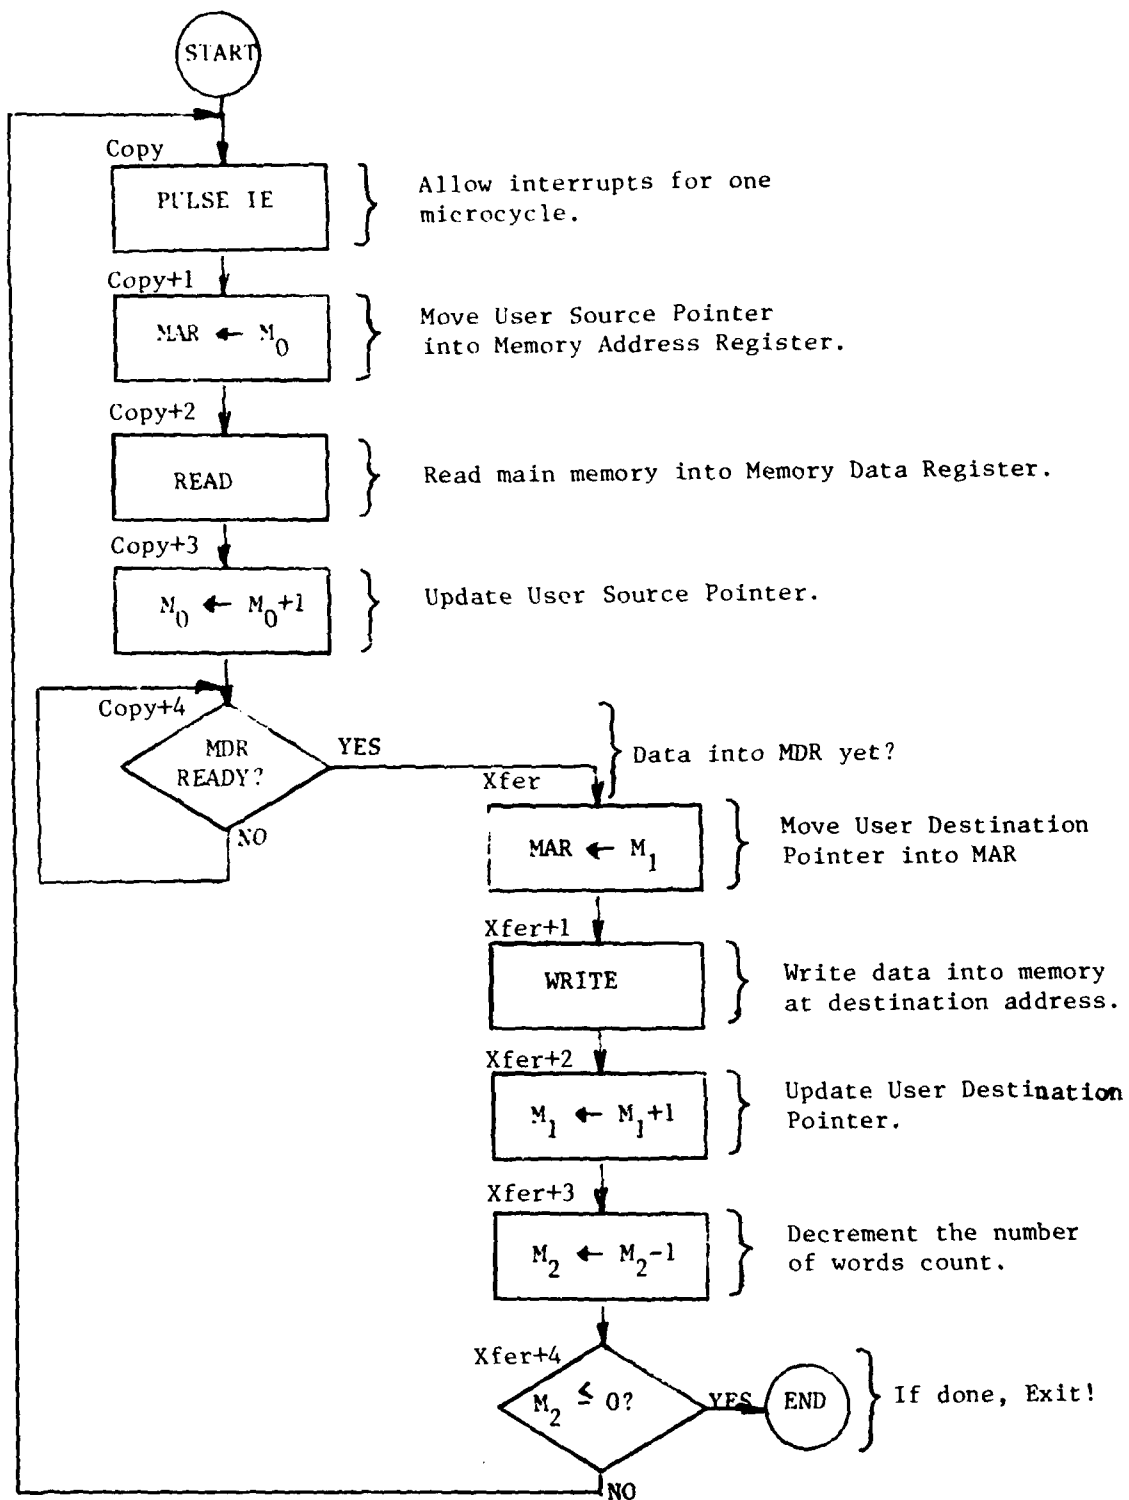 START
Copy
PULSE IE
Allow interrupts for one
microcycle.
Copy+1
MAR ← M₀
Move User Source Pointer
into Memory Address Register.
Copy+2
READ
Read main memory into Memory Data Register.
Copy+3
M₀ ← M₀+1
Update User Source Pointer.
Copy+4
MDR
READY?
YES
NO
Data into MDR yet?
Xfer
MAR ← M₁
Move User Destination
Pointer into MAR
Xfer+1
WRITE
Write data into memory
at destination address.
Xfer+2
M₁ ← M₁+1
Update User Destination
Pointer.
Xfer+3
M₂ ← M₂-1
Decrement the number
of words count.
Xfer+4
M₂ ≤ 0?
YES
END
If done, Exit!
NO